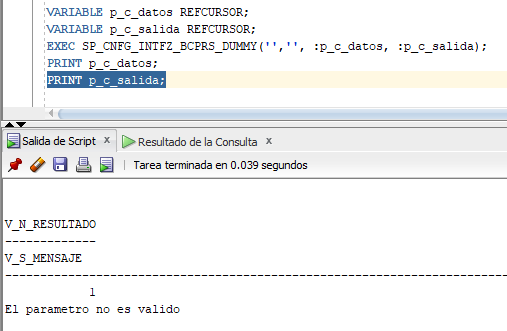 VARIABLE p_c_datos REFCURSOR;
VARIABLE p_c_salida REFCURSOR;
EXEC SP_CNFG_INTFZ_BCPRS_DUMMY('','', :p_c_datos, :p_c_salida);
PRINT p_c_datos;
PRINT p_c_salida;
Salida de Script x Resultado de la Consulta x
Tarea terminada en 0.039 segundos
V_N_RESULTADO
-------------
V_S_MENSAJE
--------------------------------------------------------------------------------
1
El parametro no es valido